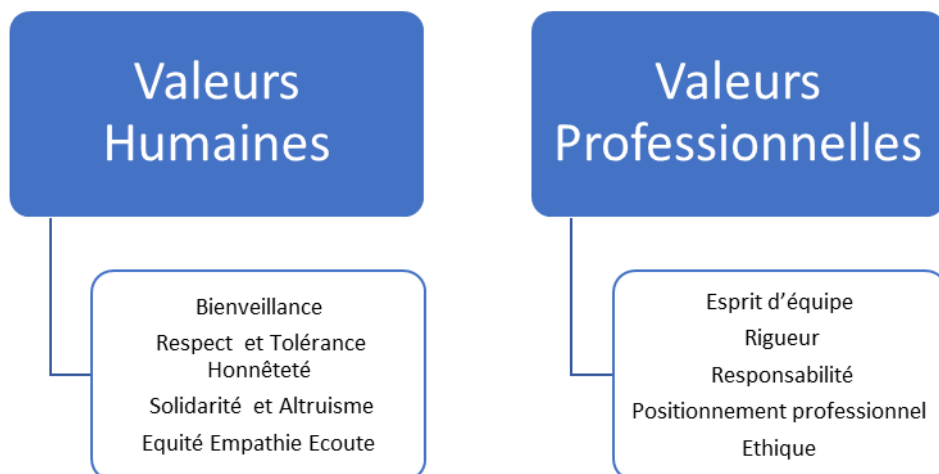 Valeurs
Humaines
Bienveillance
Respect et Tolérance
Honnêteté
Solidarité et Altruisme
Equité Empathie Ecoute
Valeurs
Professionnelles
Esprit d’équipe
Rigueur
Responsabilité
Positionnement professionnel
Ethique